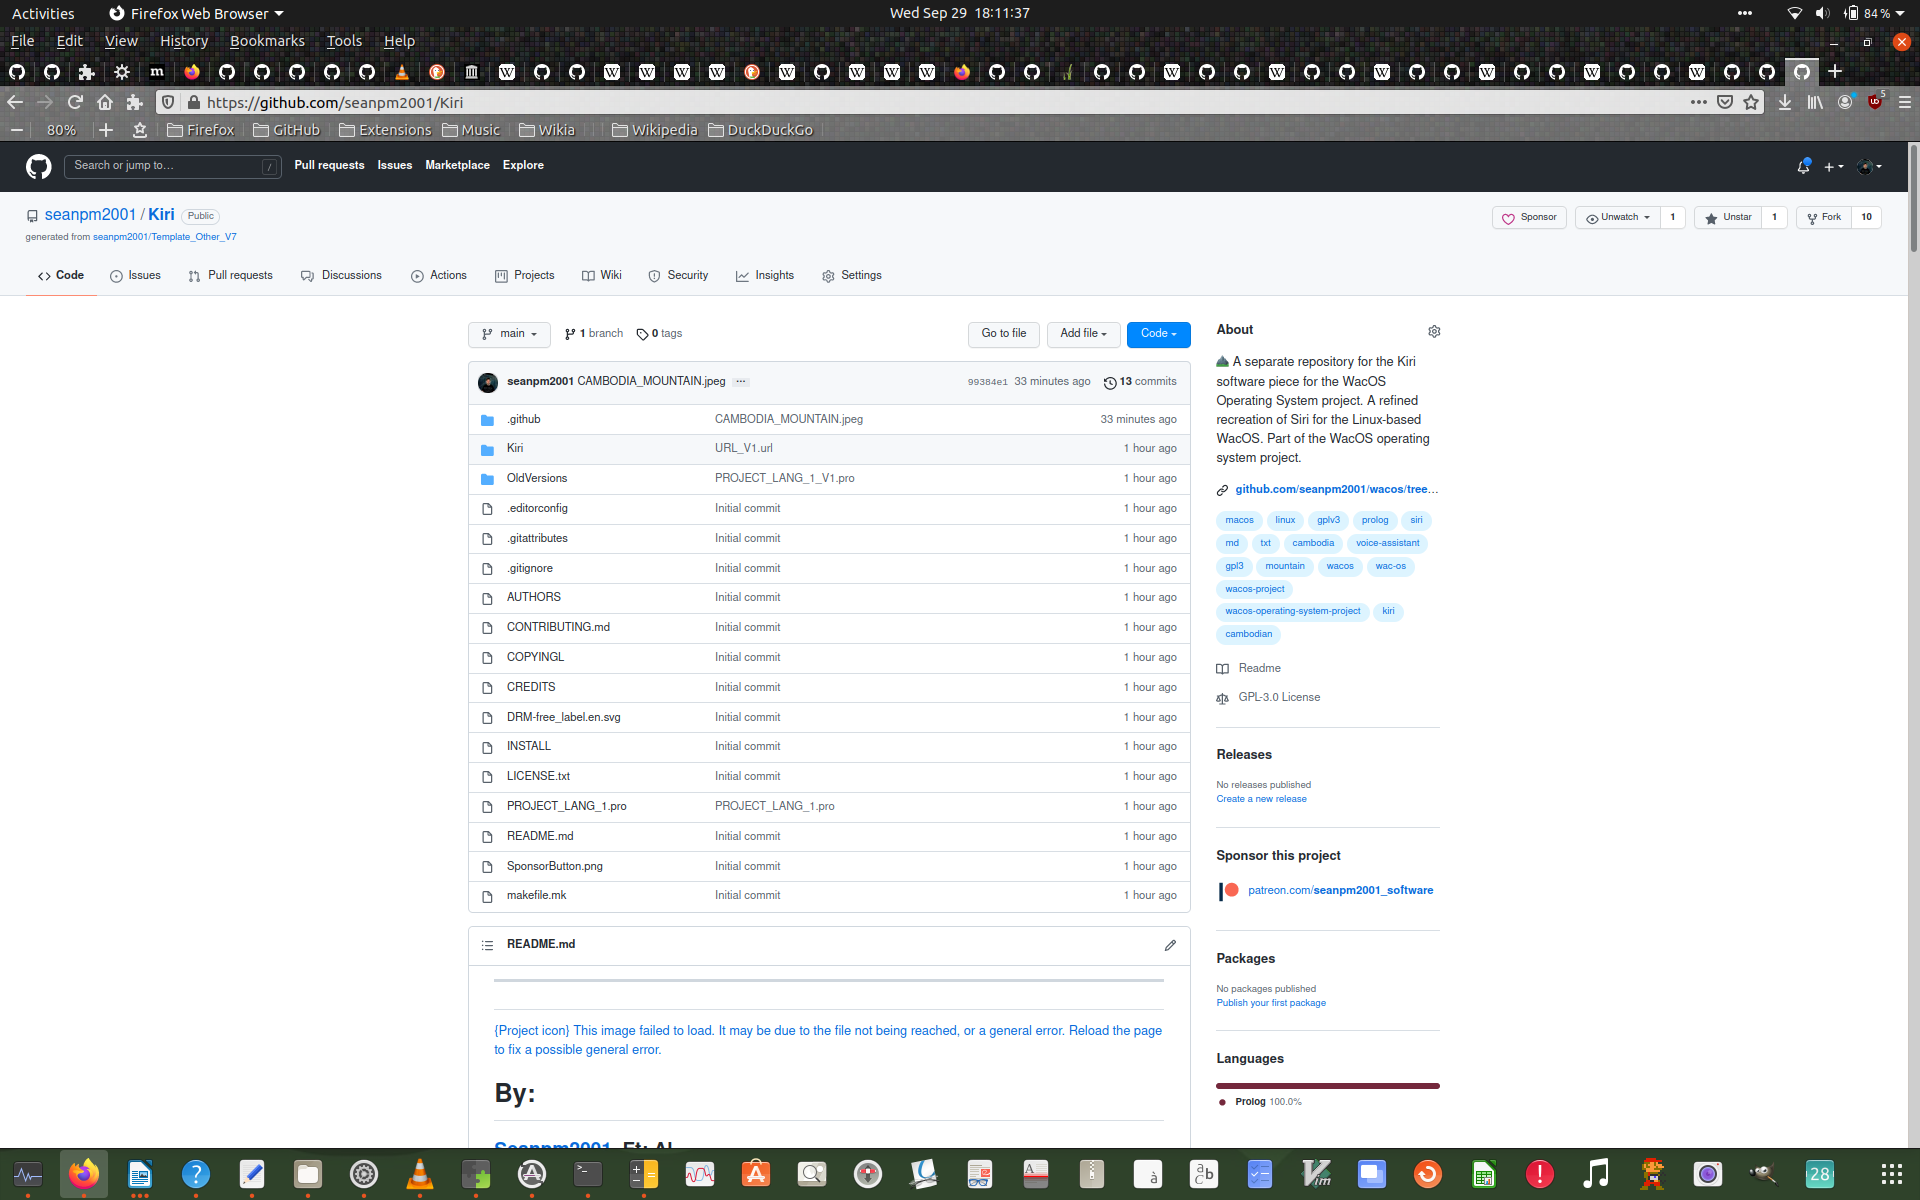 Activities Firefox Web Browser Wed Sep 29 18:11:37 84 %
File Edit View History Bookmarks Tools Help
https://github.com/seanpm2001/Kiri 5
80% Firefox GitHub Extensions Music Wikia Wikipedia DuckDuckGo
Search or jump to… / Pull requests Issues Marketplace Explore
seanpm2001 / Kiri Public Sponsor Unwatch 1 Unstar 1 Fork 10
generated from seanpm2001/Template_Other_V7
Code Issues Pull requests Discussions Actions Projects Wiki Security Insights Settings
main 1 branch 0 tags Go to file Add file Code
seanpm2001 CAMBODIA_MOUNTAIN.jpeg ... 99384e1 33 minutes ago 13 commits
.github CAMBODIA_MOUNTAIN.jpeg 33 minutes ago
Kiri URL_V1.url 1 hour ago
OldVersions PROJECT_LANG_1_V1.pro 1 hour ago
.editorconfig Initial commit 1 hour ago
.gitattributes Initial commit 1 hour ago
.gitignore Initial commit 1 hour ago
AUTHORS Initial commit 1 hour ago
CONTRIBUTING.md Initial commit 1 hour ago
COPYINGL Initial commit 1 hour ago
CREDITS Initial commit 1 hour ago
DRM-free_label.en.svg Initial commit 1 hour ago
INSTALL Initial commit 1 hour ago
LICENSE.txt Initial commit 1 hour ago
PROJECT_LANG_1.pro PROJECT_LANG_1.pro 1 hour ago
README.md Initial commit 1 hour ago
SponsorButton.png Initial commit 1 hour ago
makefile.mk Initial commit 1 hour ago
README.md
{Project icon} This image failed to load. It may be due to the file not being reached, or a general error. Reload the page
to fix a possible general error.
By:
Seanpm2001, Et; Al
About
A separate repository for the Kiri
software piece for the WacOS
Operating System project. A refined
recreation of Siri for the Linux-based
WacOS. Part of the WacOS operating
system project.
github.com/seanpm2001/wacos/tree…
macos linux gplv3 prolog siri
md txt cambodia voice-assistant
gpl3 mountain wacos wac-os
wacos-project
wacos-operating-system-project kiri
cambodian
Readme
GPL-3.0 License
Releases
No releases published
Create a new release
Sponsor this project
patreon.com/seanpm2001_software
Packages
No packages published
Publish your first package
Languages
Prolog 100.0%
28